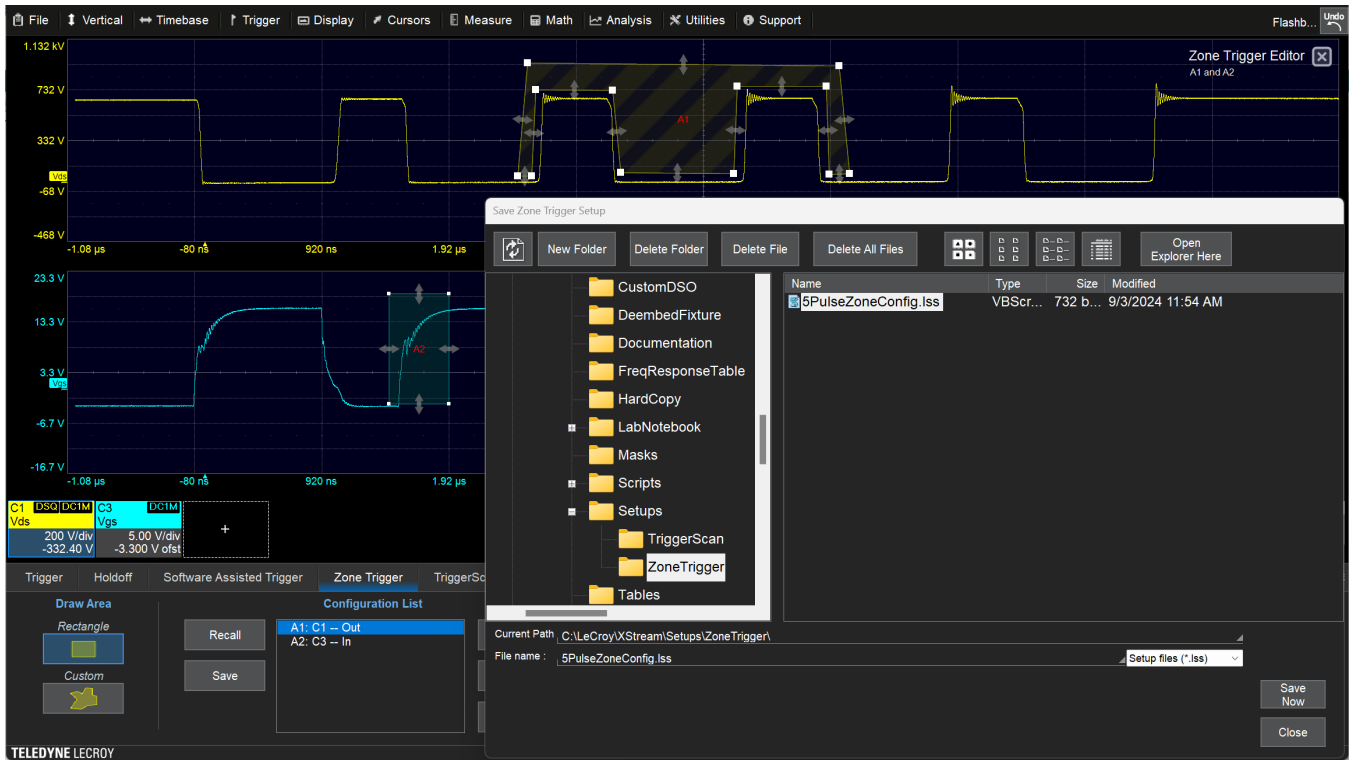 File Vertical Timebase Trigger Display Cursors Measure Math Analysis Utilities Support Flashb... Undo
1.132 kV
732 V
332 V
Vds
-68 V
-468 V
-1.08 µs -80 ns 920 ns 1.92 µs
Zone Trigger Editor
A1 and A2
A1
23.3 V
13.3 V
3.3 V
Vgs
-6.7 V
-16.7 V
-1.08 µs -80 ns 920 ns 1.92 µs
A2
C1 DSQ DC1M
Vds
200 V/div
-332.40 V
C3 DC1M
Vgs
5.00 V/div
-3.300 V ofst
+
Trigger Holdoff Software Assisted Trigger Zone Trigger TriggerSc
Draw Area
Rectangle
Custom
Recall
Save
Configuration List
A1: C1 -- Out
A2: C3 -- In
TELEDYNE LECROY
Save Zone Trigger Setup
New Folder Delete Folder Delete File Delete All Files Open
Explorer Here
CustomDSO
DeembedFixture
Documentation
FreqResponseTable
HardCopy
LabNotebook
Masks
Scripts
Setups
TriggerScan
ZoneTrigger
Tables
Name Type Size Modified
5PulseZoneConfig.lss VBScr... 732 b... 9/3/2024 11:54 AM
Current Path C:\LeCroy\XStream\Setups\ZoneTrigger\
File name : 5PulseZoneConfig.lss Setup files (*.lss)
Save
Now
Close